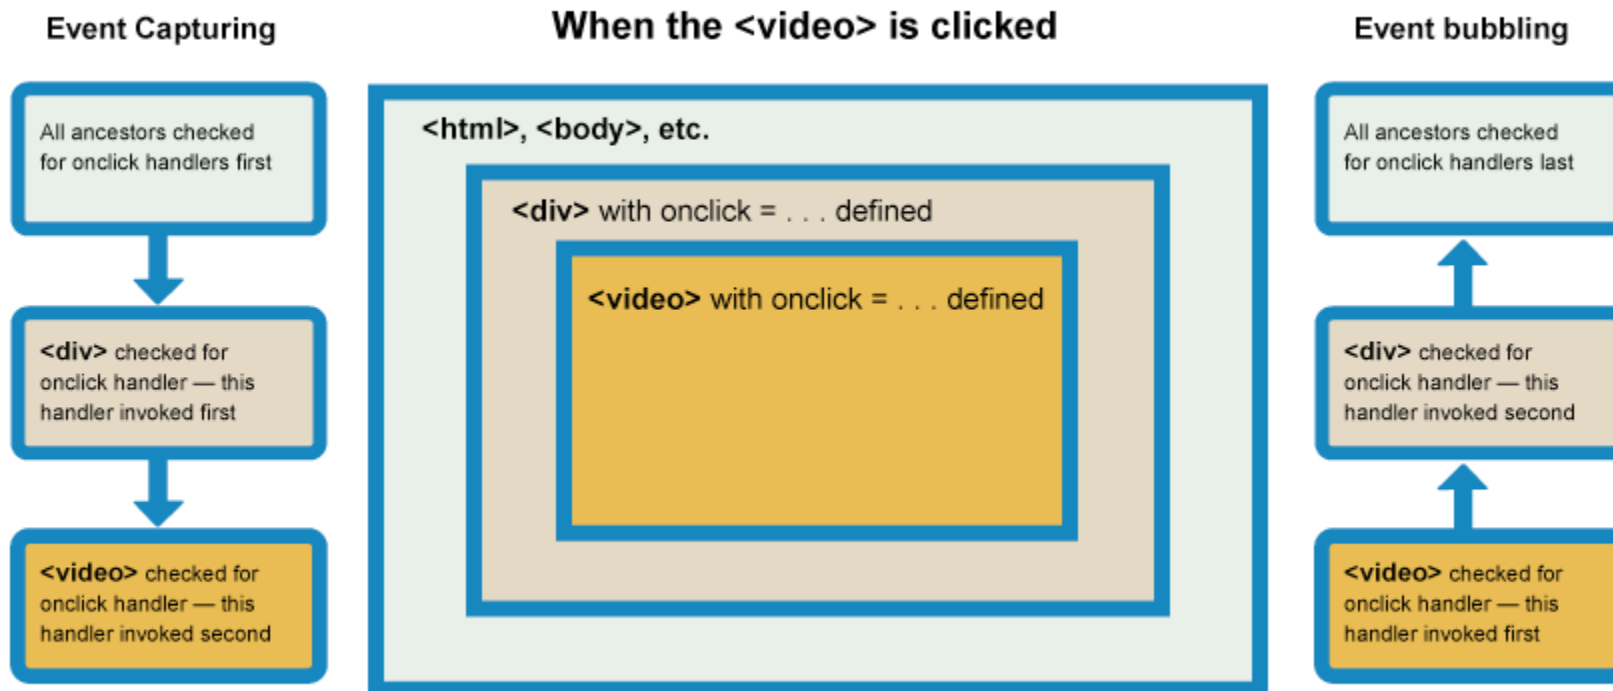 Event Capturing
When the <video> is clicked
Event bubbling
All ancestors checked
for onclick handlers first
<div> checked for
onclick handler — this
handler invoked first
<video> checked for
onclick handler — this
handler invoked second
<html>, <body>, etc.
<div> with onclick = . . . defined
<video> with onclick = . . . defined
All ancestors checked
for onclick handlers last
<div> checked for
onclick handler — this
handler invoked second
<video> checked for
onclick handler — this
handler invoked first